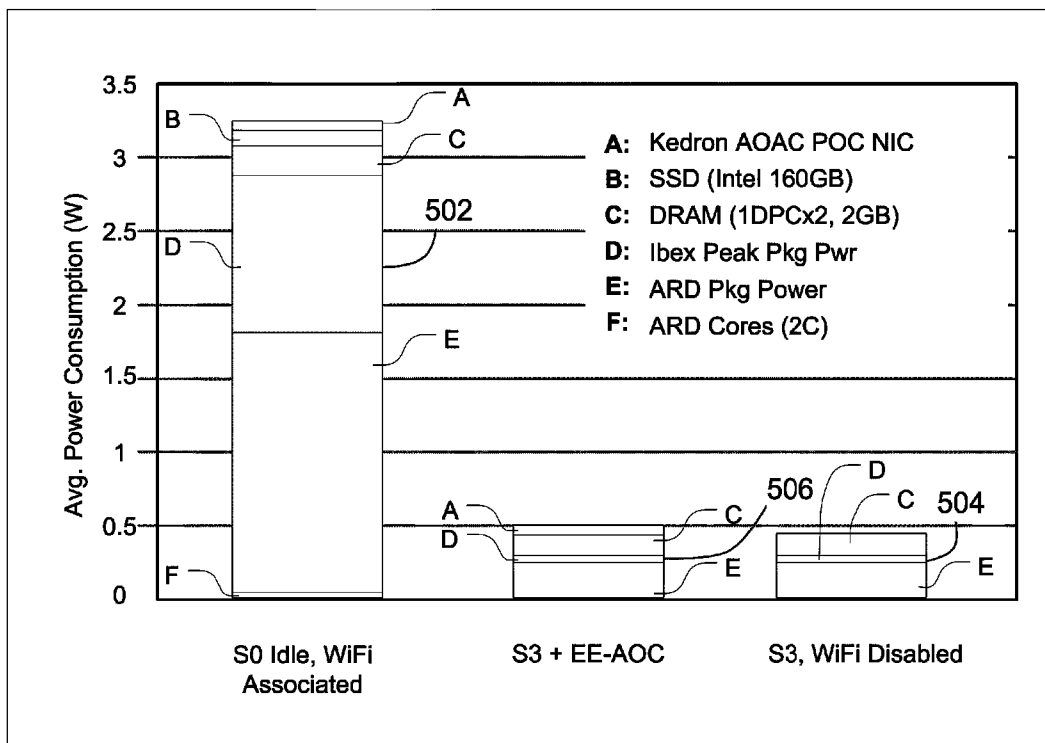 3.5
3
2.5
2
1.5
1
0.5
0
Avg. Power Consumption (W)
A
B
C
502
D
E
F
A: Kedron AOAC POC NIC
B: SSD (Intel 160GB)
C: DRAM (1DPCx2, 2GB)
D: Ibex Peak Pkg Pwr
E: ARD Pkg Power
F: ARD Cores (2C)
A
D
C
506
E
D
C
504
E
S0 Idle, WiFi
Associated
S3 + EE-AOC
S3, WiFi Disabled